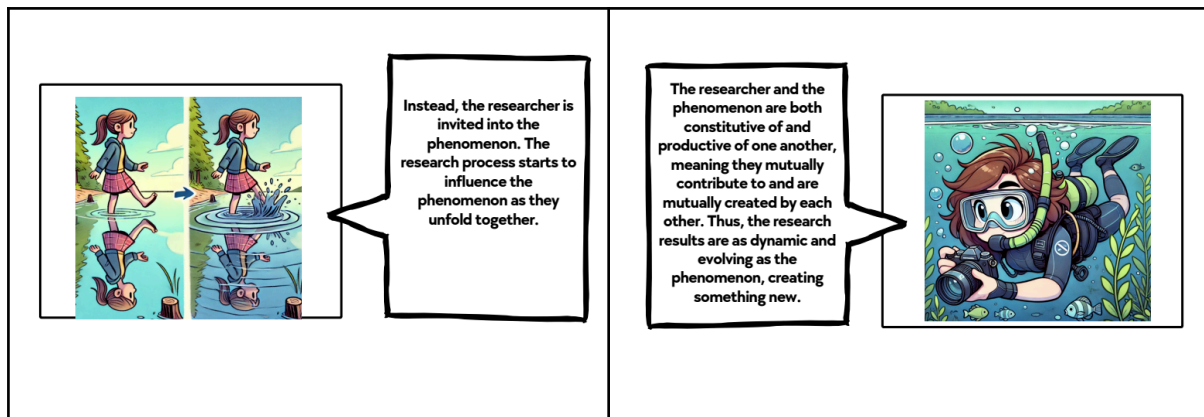 Instead, the researcher is
invited into the
phenomenon. The
research process starts to
influence the
phenomenon as they
unfold together.
The researcher and the
phenomenon are both
constitutive of and
productive of one another,
meaning they mutually
contribute to and are
mutually created by each
other. Thus, the research
results are as dynamic and
evolving as the
phenomenon, creating
something new.